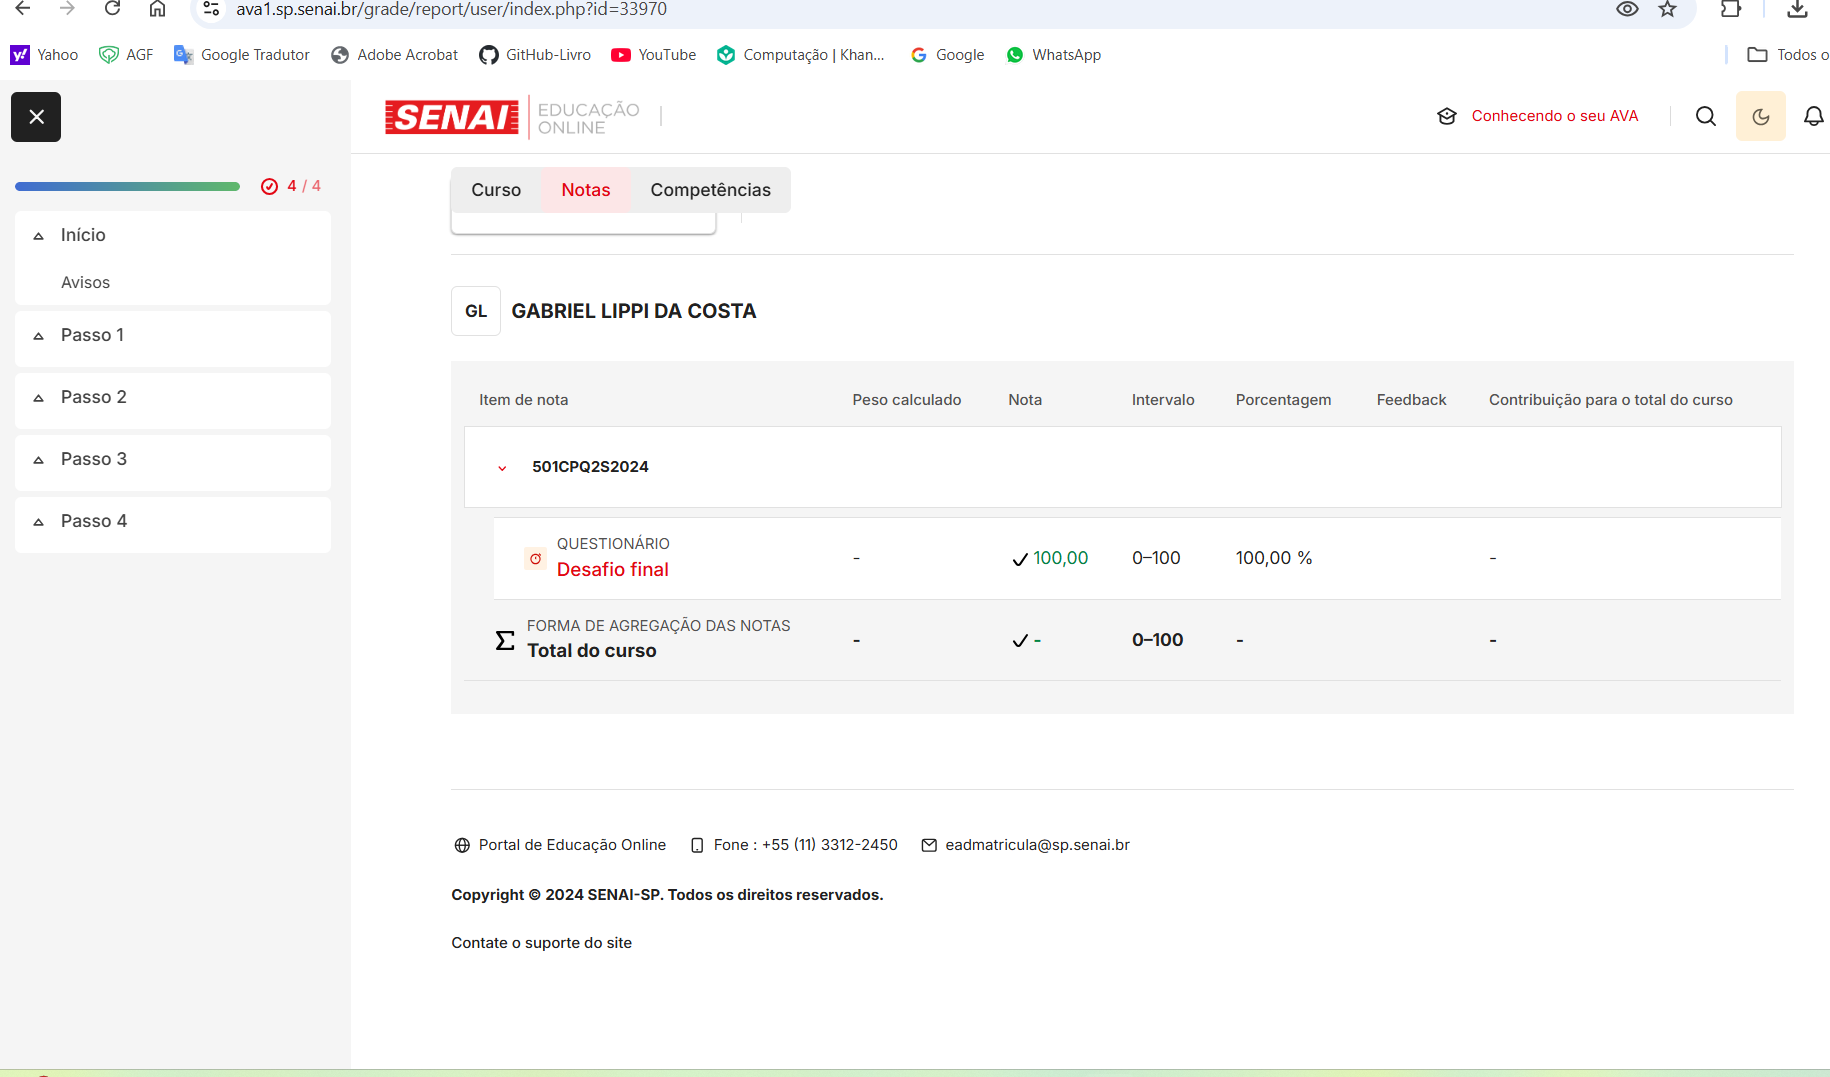 ava1.sp.senai.br/grade/report/user/index.php?id=33970
Yahoo AGF Google Tradutor Adobe Acrobat GitHub-Livro YouTube Computação | Khan... Google WhatsApp Todos o
SENAI EDUCAÇÃO ONLINE
Conhecendo o seu AVA
4 / 4
Início
Avisos
Passo 1
Passo 2
Passo 3
Passo 4
Curso Notas Competências
GL GABRIEL LIPPI DA COSTA
Item de nota Peso calculado Nota Intervalo Porcentagem Feedback Contribuição para o total do curso
501CPQ2S2024
QUESTIONÁRIO
Desafio final - 100,00 0–100 100,00 % -
FORMA DE AGREGAÇÃO DAS NOTAS
Σ Total do curso - - 0–100 - -
Portal de Educação Online Fone : +55 (11) 3312-2450 eadmatricula@sp.senai.br
Copyright © 2024 SENAI-SP. Todos os direitos reservados.
Contate o suporte do site